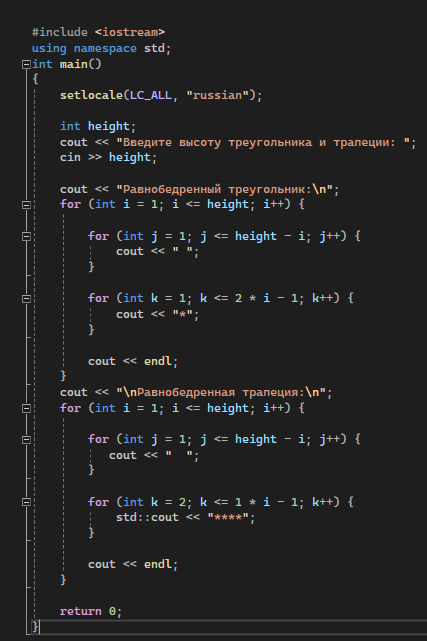 #include <iostream>
using namespace std;
int main()
{
    setlocale(LC_ALL, "russian");
    int height;
    cout << "Введите высоту треугольника и трапеции: ";
    cin >> height;
    cout << "Равнобедренный треугольник:\n";
    for (int i = 1; i <= height; i++) {
        for (int j = 1; j <= height - i; j++) {
            cout << " ";
        }
        for (int k = 1; k <= 2 * i - 1; k++) {
            cout << "*";
        }
        cout << endl;
    }
    cout << "\nРавнобедренная трапеция:\n";
    for (int i = 1; i <= height; i++) {
        for (int j = 1; j <= height - i; j++) {
           cout << "  ";
        }
        for (int k = 2; k <= 1 * i - 1; k++) {
            std::cout << "****";
        }
        cout << endl;
    }
    return 0;
}